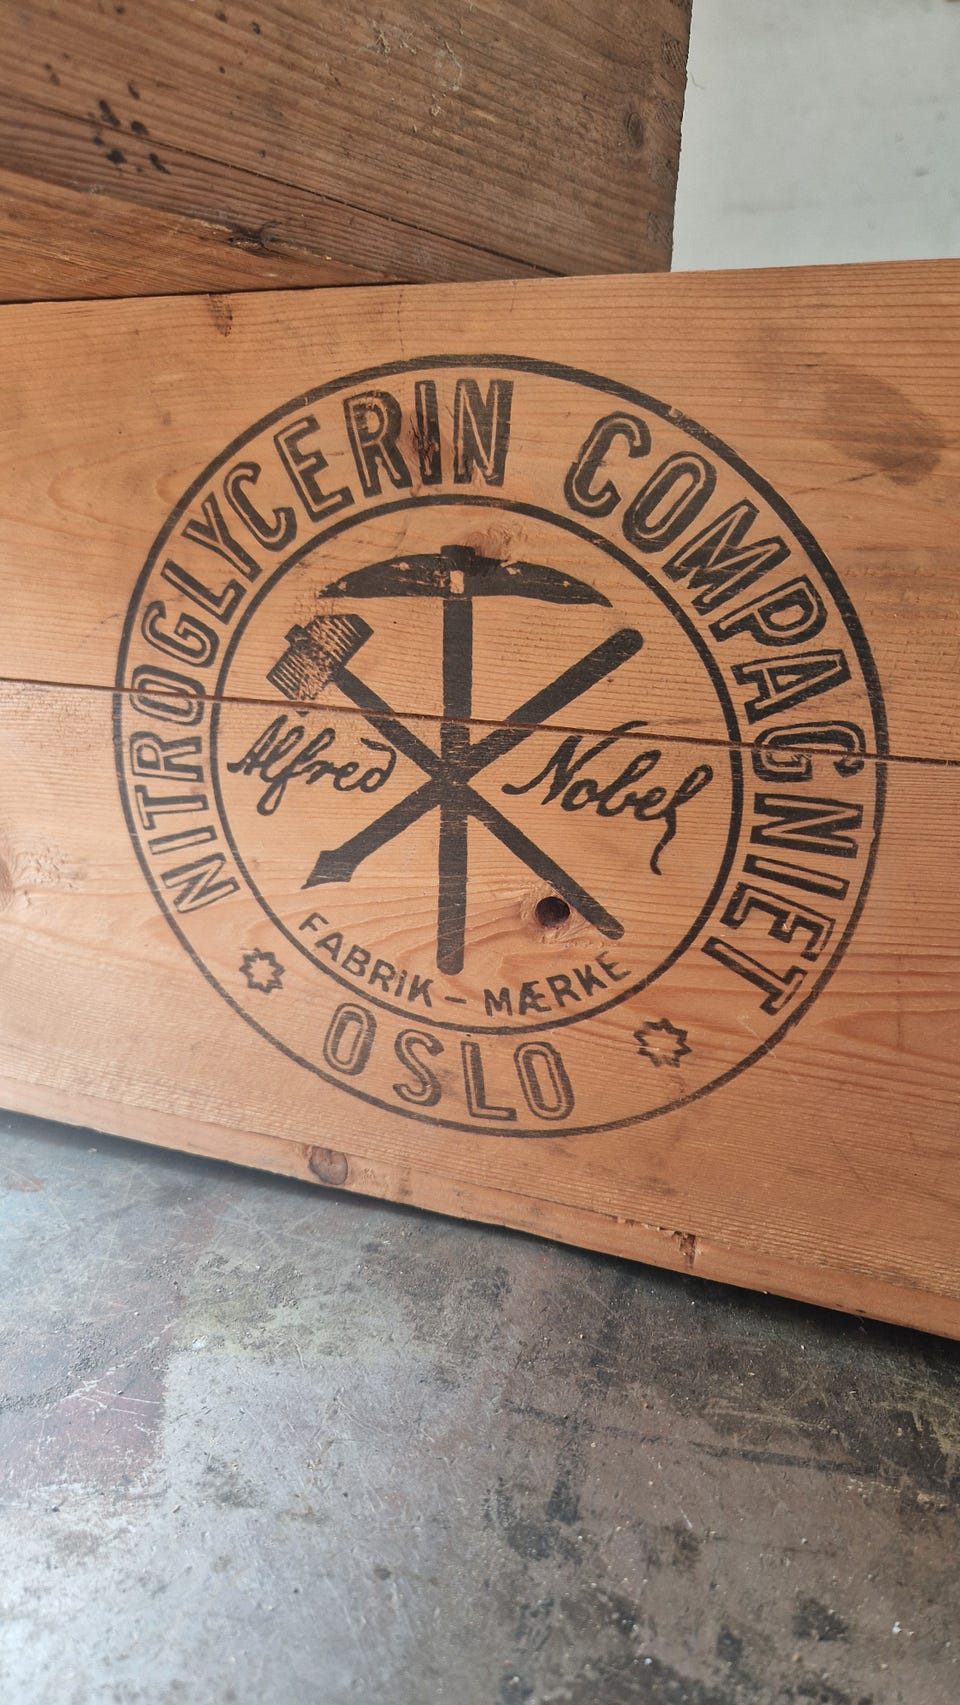 NITROGLYCERIN COMPAGNIET
Alfred Nobel
FABRIK – MÆRKE
OSLO